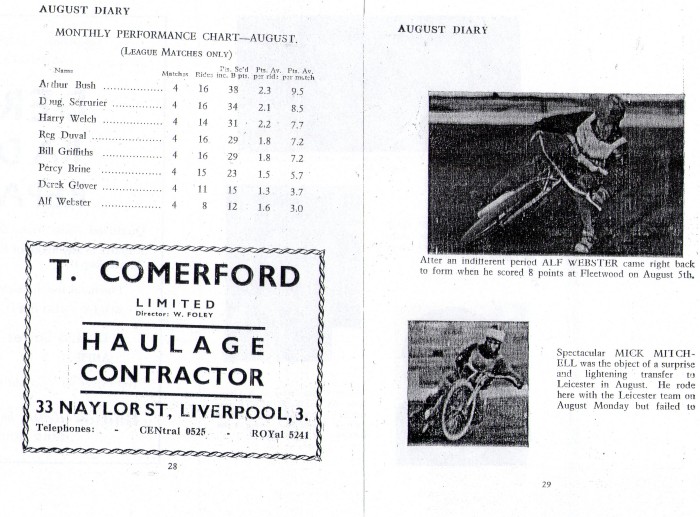 AUGUST DIARY
MONTHLY PERFORMANCE CHART—AUGUST.
(LEAGUE MATCHES ONLY)
Name Matches Rides Pts. Sc'd inc. B pts. Pts. Av. per ride Pts. Av. per match
Arthur Bush .................. 4 16 38 2.3 9.5
Doug. Serrurier .............. 4 16 34 2.1 8.5
Harry Welch .................. 4 14 31 2.2 7.7
Reg Duval .................... 4 16 29 1.8 7.2
Bill Griffiths ............... 4 16 29 1.8 7.2
Percy Brine .................. 4 15 23 1.5 5.7
Derek Glover ................. 4 11 15 1.3 3.7
Alf Webster .................. 4 8 12 1.6 3.0
T. COMERFORD
LIMITED
Director: W. FOLEY
HAULAGE
CONTRACTOR
33 NAYLOR ST, LIVERPOOL, 3.
Telephones: - CENtral 0525 - ROYal 5241
28
AUGUST DIARY
After an indifferent period ALF WEBSTER came right back
to form when he scored 8 points at Fleetwood on August 5th.
Spectacular MICK MITCH-
ELL was the object of a surprise
and lightening transfer to
Leicester in August. He rode
here with the Leicester team on
August Monday but failed to
29